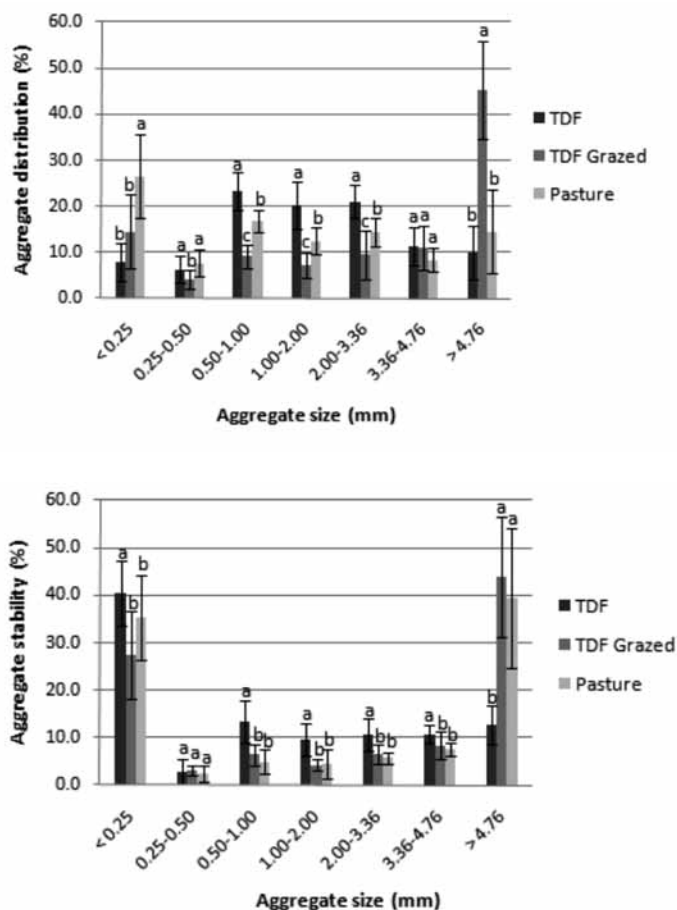 Aggregate distribution (%)
60.0
50.0
40.0
30.0
20.0
10.0
0.0
b b a
a b a
a c b
a c b
a c b
a a a
b a b
< 0.25
0.25-0.50
0.50-1.00
1.00-2.00
2.00-3.36
3.36-4.76
> 4.76
Aggregate size (mm)
TDF
TDF Grazed
Pasture
Aggregate stability (%)
60.0
50.0
40.0
30.0
20.0
10.0
0.0
a b b
a a a
a b b
a b b
a b b
a b b
b a a
< 0.25
0.25-0.50
0.50-1.00
1.00-2.00
2.00-3.36
3.36-4.76
> 4.76
Aggregate size (mm)
TDF
TDF Grazed
Pasture